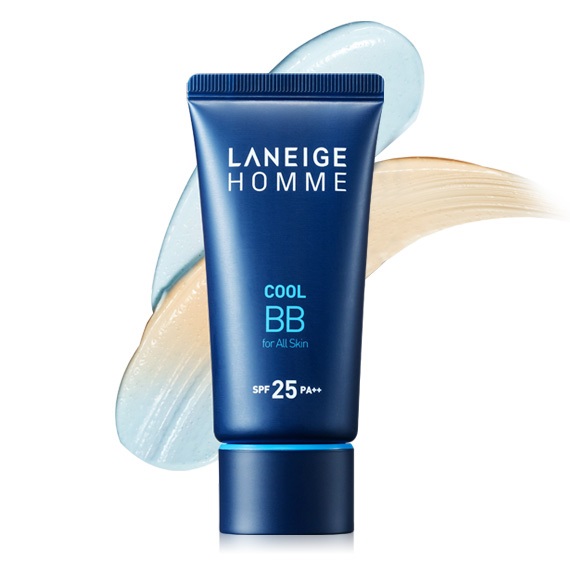 LANEIGE
HOMME
COOL
BB
for All Skin
SPF 25 PA++